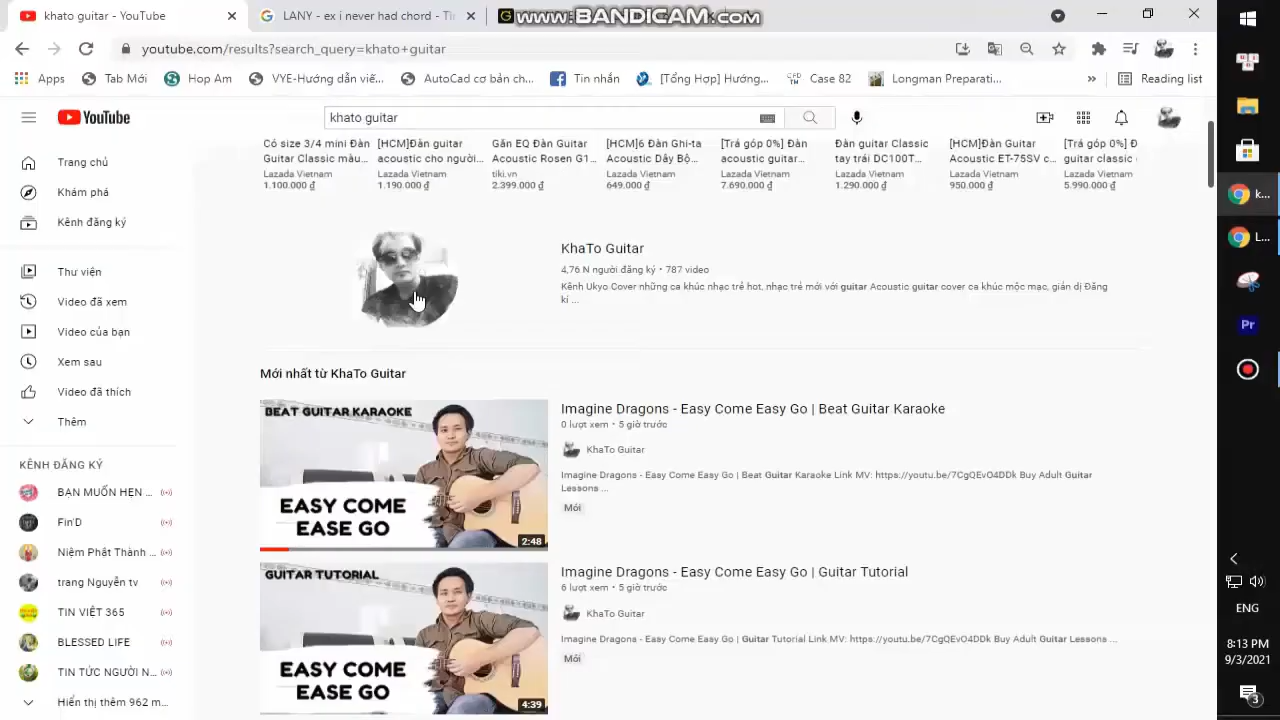 khato guitar - YouTube
LANY - ex i never had chord - Tì
www.BANDICAM.com
youtube.com/results?search_query=khato+guitar
Apps
Tab Mới
Hop Am
VYE-Hướng dẫn viê...
AutoCad cơ bản ch...
Tin nhắn
[Tổng Hợp] Hướng...
Case 82
Longman Preparati...
»
Reading list
YouTube
khato guitar
Có size 3/4 mini Đàn
Guitar Classic màu...
Lazada Vietnam
1.100.000 ₫
[HCM]Đàn guitar
acoustic cho người...
Lazada Vietnam
1.190.000 ₫
Gắn EQ Đàn Guitar
Acoustic Rosen G1...
tiki.vn
2.399.000 ₫
[HCM]6 Đàn Ghi-ta
Acoustic Dây Bộ...
Lazada Vietnam
649.000 ₫
[Trả góp 0%] Đàn
acoustic guitar...
Lazada Vietnam
7.690.000 ₫
Đàn guitar Classic
tay trái DC100T...
Lazada Vietnam
1.290.000 ₫
[HCM]Đàn Guitar
Acoustic ET-75SV c...
Lazada Vietnam
950.000 ₫
[Trả góp 0%] Đàn
guitar classic
Lazada Vietnam
5.990.000 ₫
Trang chủ
Khám phá
Kênh đăng ký
Thư viện
Video đã xem
Video của bạn
Xem sau
Video đã thích
Thêm
KÊNH ĐĂNG KÝ
BẠN MUỐN HẸN ...
Fin'D
Niệm Phật Thành ...
trang Nguyễn tv
TIN VIỆT 365
BLESSED LIFE
TIN TỨC NGƯỜI N...
Hiển thị thêm 962 m...
KhaTo Guitar
4,76 N người đăng ký • 787 video
Kênh Ukyo Cover những ca khúc nhạc trẻ hot, nhạc trẻ mới với guitar Acoustic guitar cover ca khúc mộc mạc, giản dị Đăng
kí ...
Mới nhất từ KhaTo Guitar
BEAT GUITAR KARAOKE
EASY COME
EASE GO
2:48
Imagine Dragons - Easy Come Easy Go | Beat Guitar Karaoke
0 lượt xem • 5 giờ trước
KhaTo Guitar
Imagine Dragons - Easy Come Easy Go | Beat Guitar Karaoke Link MV: https://youtu.be/7CgQEvO4DDk Buy Adult Guitar
Lessons ...
Mới
GUITAR TUTORIAL
EASY COME
EASE GO
4:39
Imagine Dragons - Easy Come Easy Go | Guitar Tutorial
6 lượt xem • 5 giờ trước
KhaTo Guitar
Imagine Dragons - Easy Come Easy Go | Guitar Tutorial Link MV: https://youtu.be/7CgQEvO4DDk Buy Adult Guitar Lessons ...
Mới
k...
L...
Pr
ENG
8:13 PM
9/3/2021
3